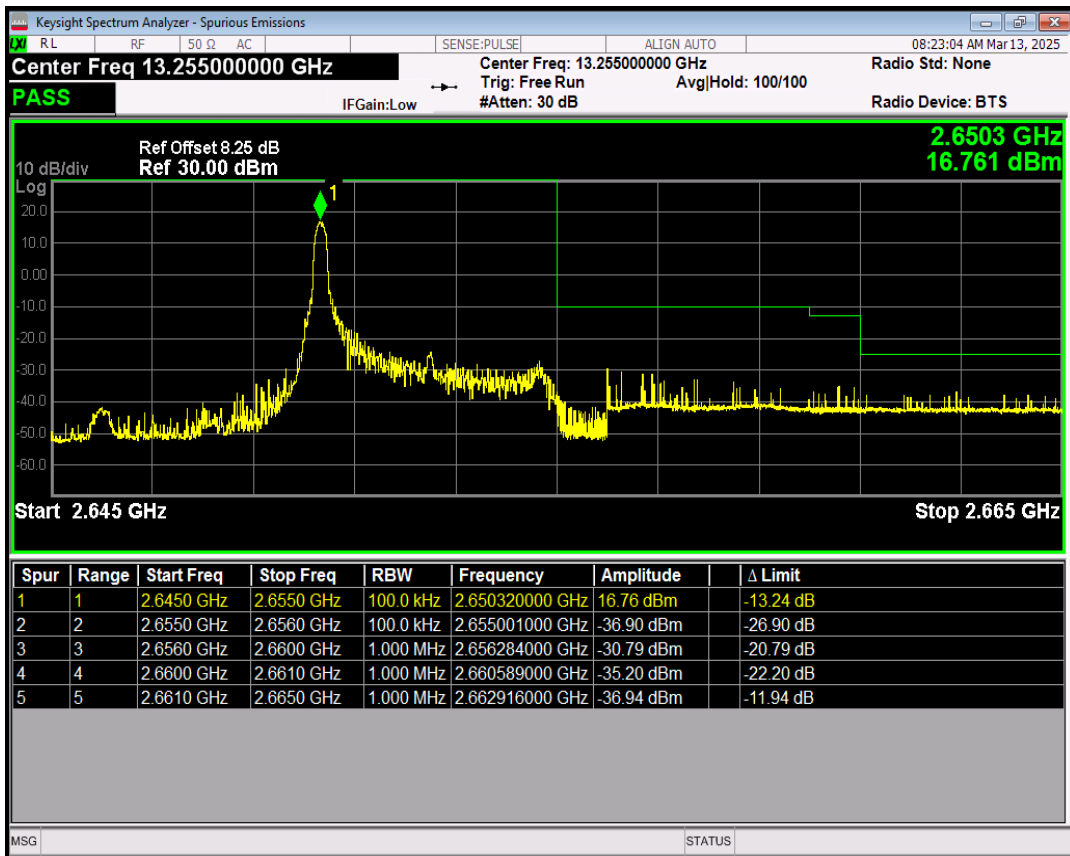 Keysight Spectrum Analyzer - Spurious Emissions
LXI RL RF 50 Ω AC SENSE:PULSE ALIGN AUTO 08:23:04 AM Mar 13, 2025
Center Freq 13.255000000 GHz Center Freq: 13.255000000 GHz Radio Std: None
Trig: Free Run Avg|Hold: 100/100
PASS IFGain:Low #Atten: 30 dB Radio Device: BTS
2.6503 GHz
Ref Offset 8.25 dB
10 dB/div Ref 30.00 dBm 16.761 dBm
Log
1
20.0
10.0
0.00
-10.0
-20.0
-30.0
-40.0
-50.0
-60.0
Start 2.645 GHz Stop 2.665 GHz
Spur Range Start Freq Stop Freq RBW Frequency Amplitude Δ Limit
1 1 2.6450 GHz 2.6550 GHz 100.0 kHz 2.650320000 GHz 16.76 dBm -13.24 dB
2 2 2.6550 GHz 2.6560 GHz 100.0 kHz 2.655001000 GHz -36.90 dBm -26.90 dB
3 3 2.6560 GHz 2.6600 GHz 1.000 MHz 2.656284000 GHz -30.79 dBm -20.79 dB
4 4 2.6600 GHz 2.6610 GHz 1.000 MHz 2.660589000 GHz -35.20 dBm -22.20 dB
5 5 2.6610 GHz 2.6650 GHz 1.000 MHz 2.662916000 GHz -36.94 dBm -11.94 dB
MSG STATUS